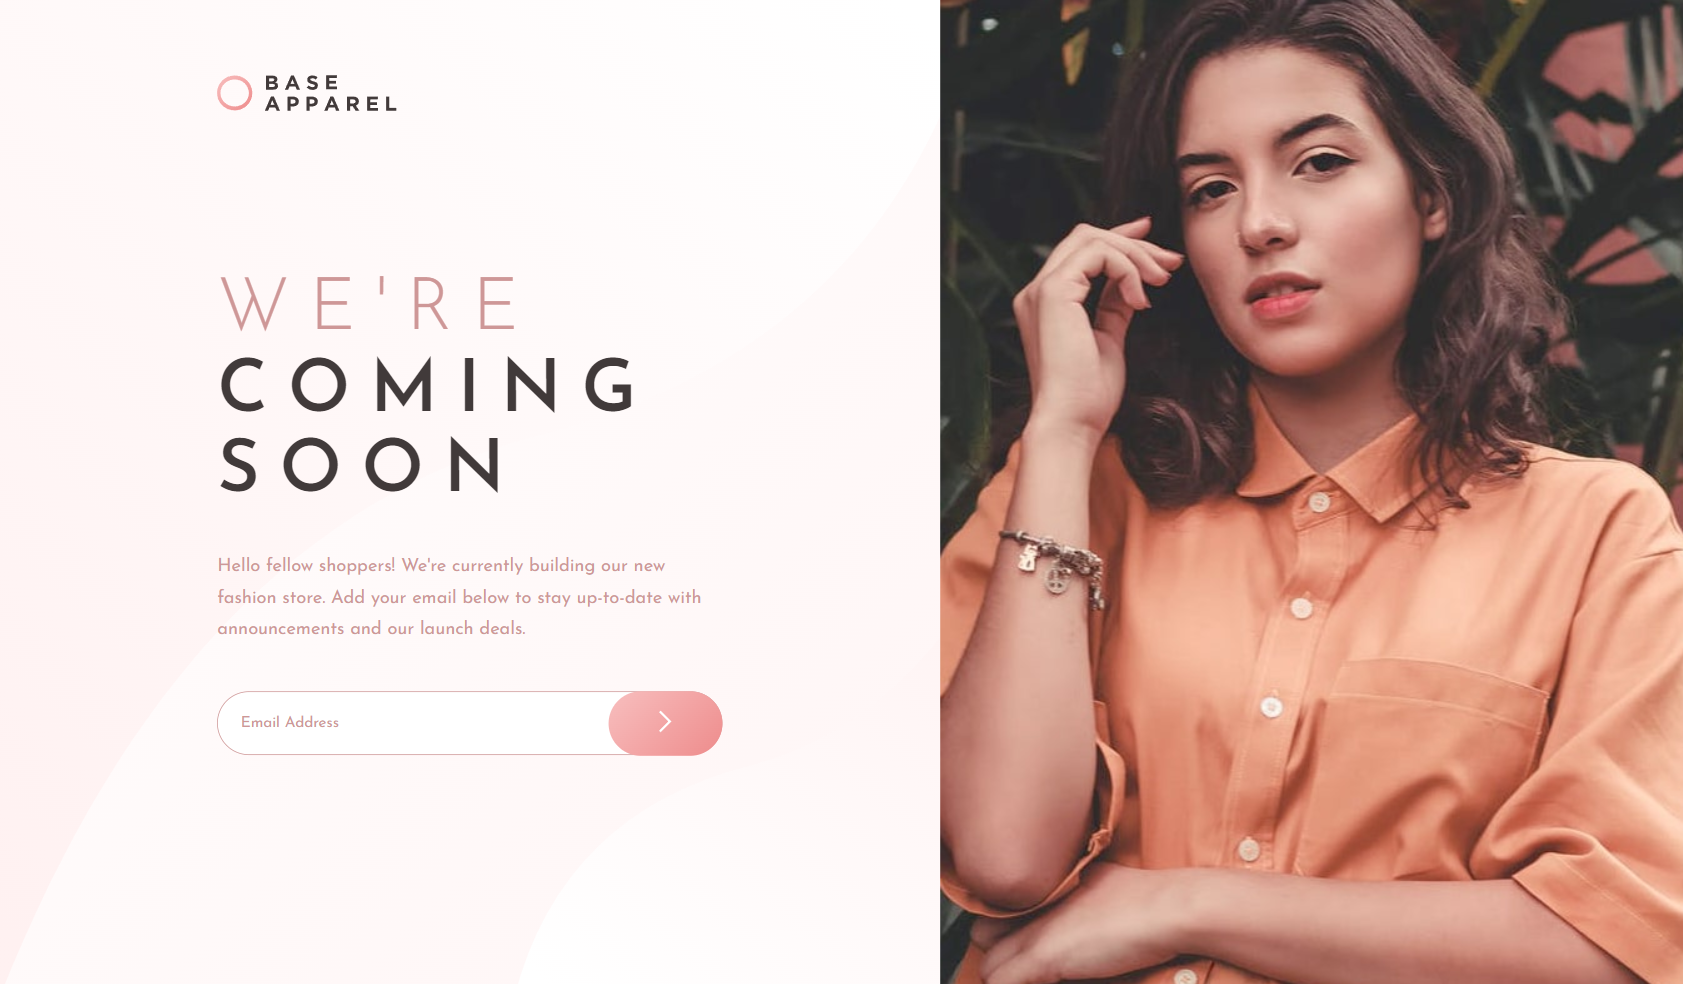 BASE
APPAREL
WE'RE
COMING
SOON
Hello fellow shoppers! We're currently building our new
fashion store. Add your email below to stay up-to-date with
announcements and our launch deals.
Email Address